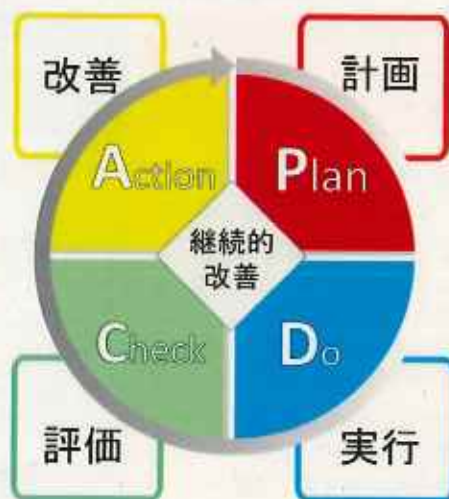 改善
計画
Action
Plan
継続的
改善
Check
Do
評価
実行